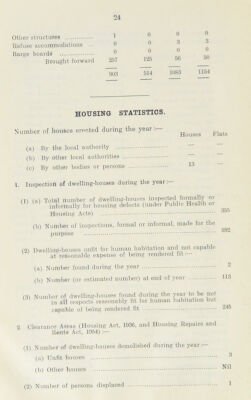 24
Other structures 1 0 0 0
Refuse accommodations 0 0 3 3
Barge boards 0 0 0 0
Brought forward 257 125 56 56
903 514 1083 1154
HOUSING STATISTICS.
Number of houses erected during the year :—
Houses Flats
(a) By the local authority — —
(b) By other local authorities — —
(c) By other bodies or persons 13 —
1. Inspection of dwelling-houses during the year:—
(1) (a) Total number of dwelling-houses inspected formally or
informally for housing defects (under Public Health or
Housing Acts) 355
(b) Number of inspections, formal or informal, made for the
purpose 592
(2) Dwelling-houses unfit for human habitation and not capable
at reasonable expense of being rendered fit :—
(a) Number found during the year 2
(b) Number (or estimated number) at end of year 113
(3) Number of dwelling-houses found during the year to be not
in all respects reasonably fit for human habitation but
capable of being rendered fit 245
2. Clearance Areas (Housing Act, 1936, and Housing Repairs and
Rents Act, 1954) :—
(1) Number of dwelling-houses demolished during the year :—
(a) Unfit houses 3
(b) Other houses Nil
(2) Number of persons displaced 1